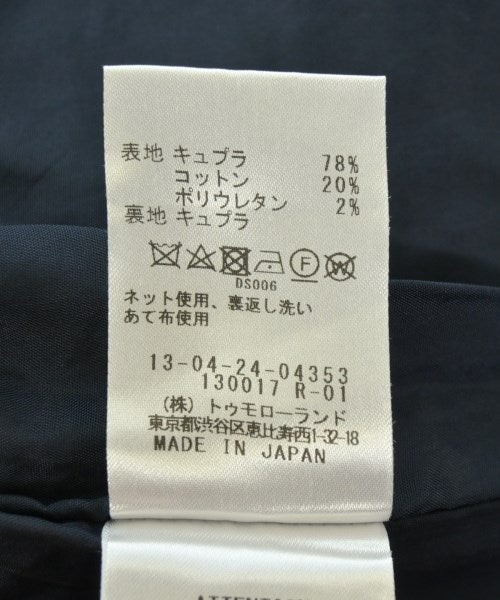 表地 キュプラ 78%
コットン 20%
ポリウレタン 2%
裏地 キュプラ
F W
DS006
ネット使用、裏返し洗い
あて布使用
13-04-24-04353
130017 R-01
(株) トゥモローランド
東京都渋谷区恵比寿西1-32-18
MADE IN JAPAN